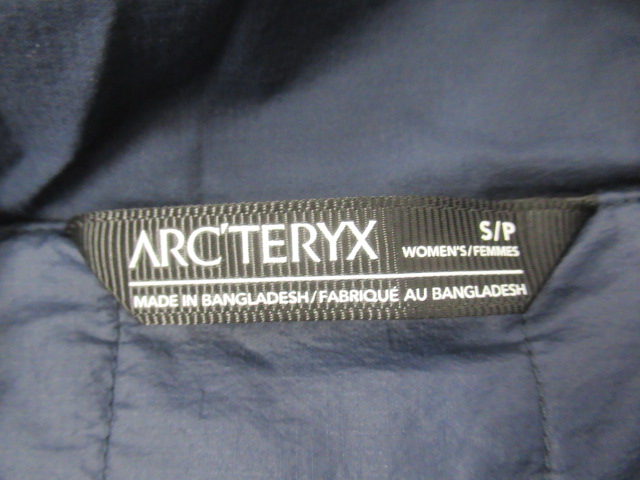 ARC'TERYX
S/P
WOMEN'S/FEMMES
MADE IN BANGLADESH/FABRIQUÉ AU BANGLADESH